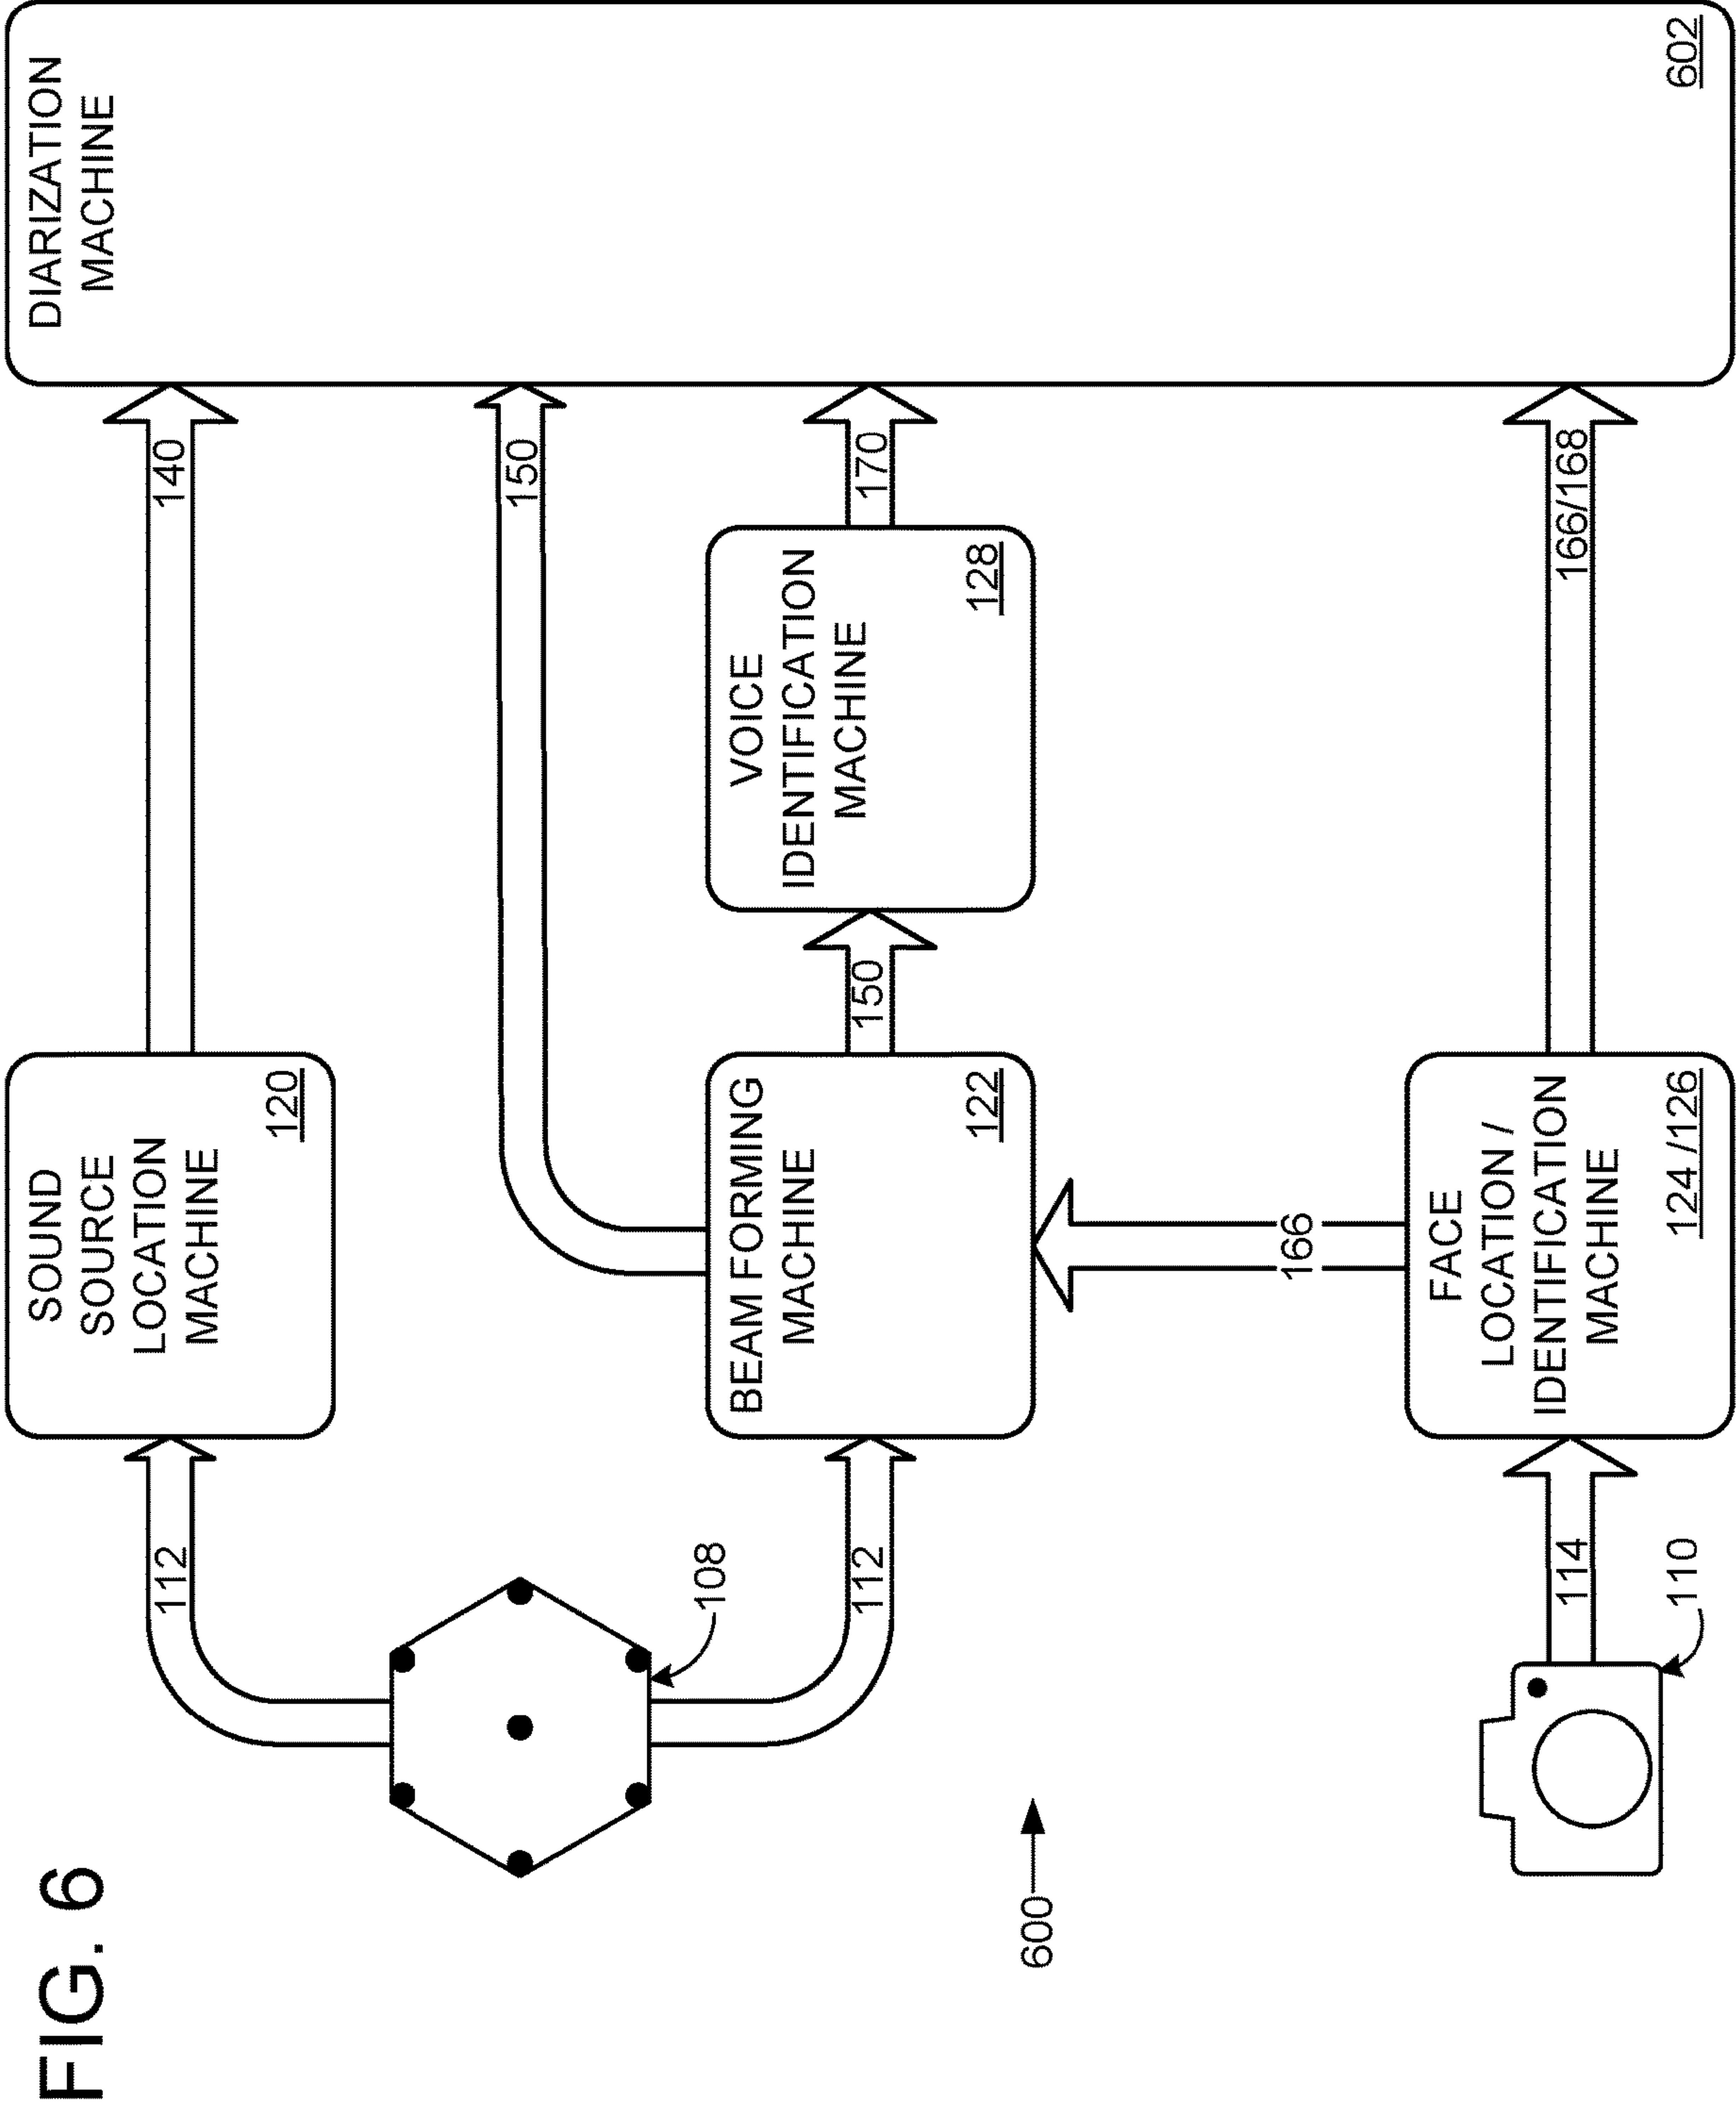 FIG. 6
112
108
112
600
114
110
SOUND
SOURCE
LOCATION
MACHINE
120
BEAM FORMING
MACHINE
122
166
FACE
LOCATION /
IDENTIFICATION
MACHINE
124 /126
150
VOICE
IDENTIFICATION
MACHINE
128
140
150
170
166/168
DIARIZATION
MACHINE
602